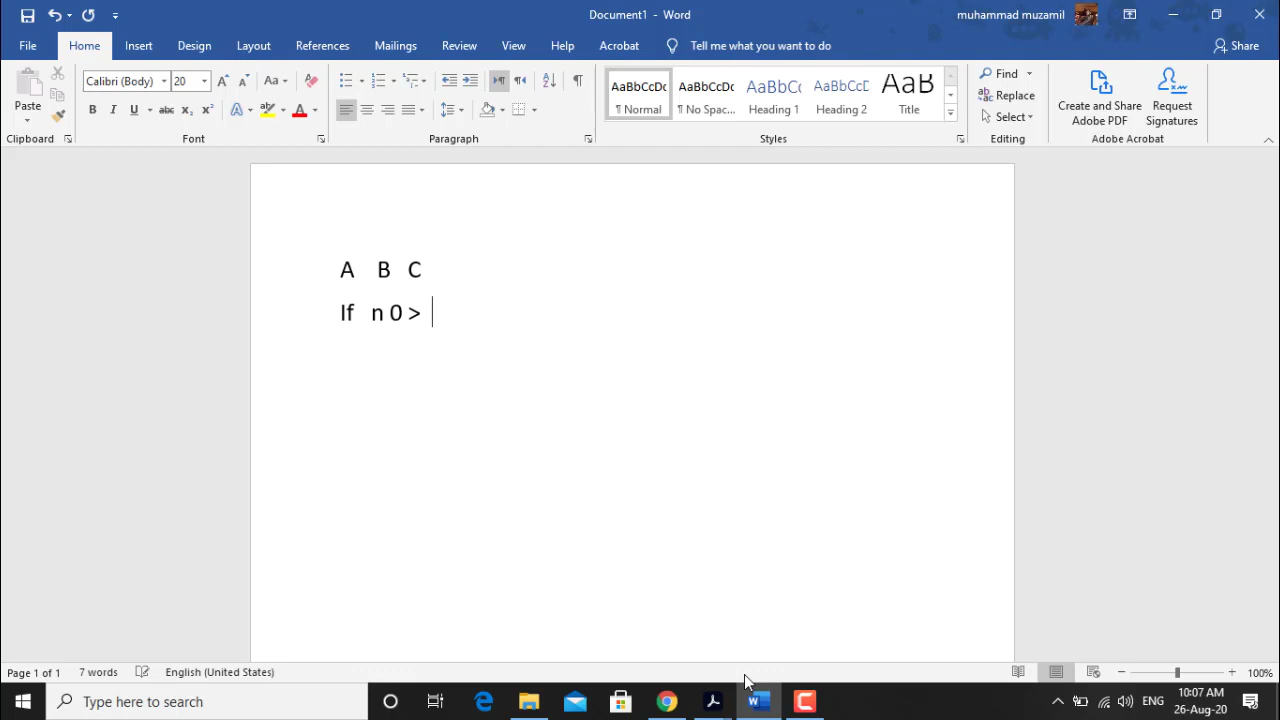 Document1 - Word
muhammad muzamil
File Home Insert Design Layout References Mailings Review View Help Acrobat Tell me what you want to do Share
Paste
Clipboard
Calibri (Body) 20 Aa
B I U abc x₂ x² A A
Font
Paragraph
AaBbCcDc AaBbCcDc AaBbCc AaBbCcD AaB
¶ Normal ¶ No Spac... Heading 1 Heading 2 Title
Styles
Find
Replace
Select
Editing
Create and Share Adobe PDF
Request Signatures
Adobe Acrobat
A B C
If n 0 >
Page 1 of 1 7 words English (United States) 100%
Type here to search
ENG
10:07 AM
26-Aug-20